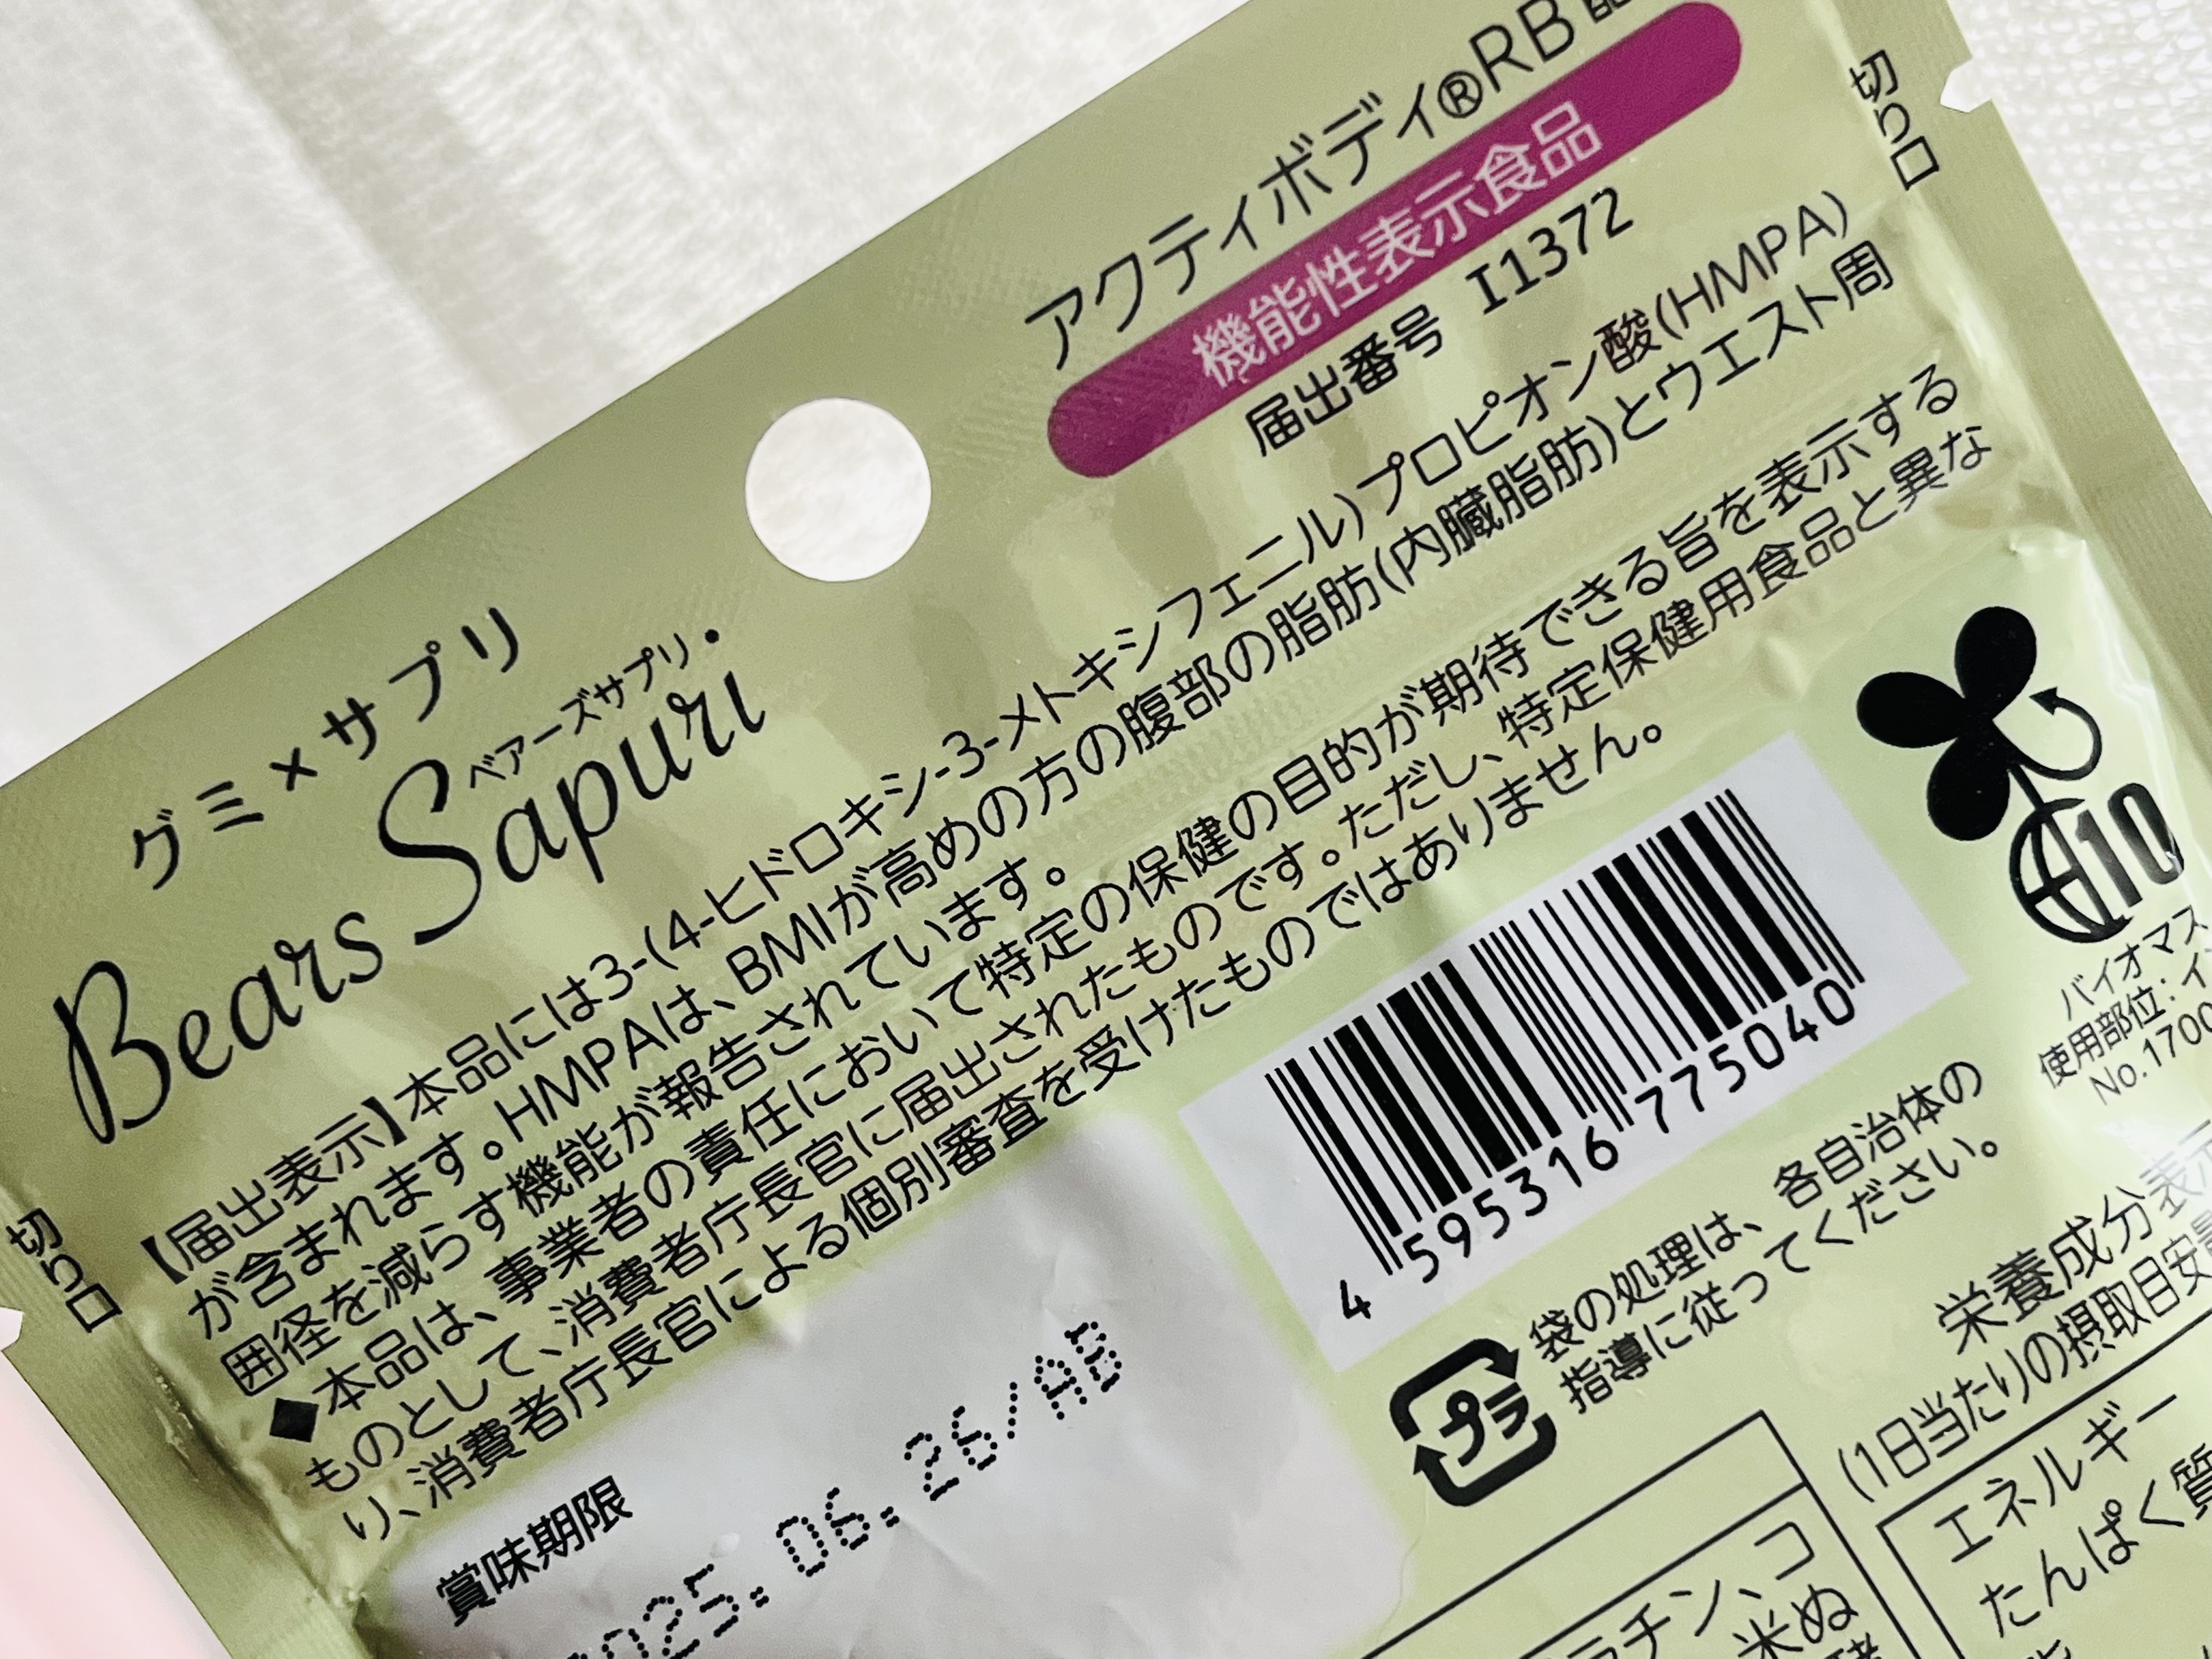 アクティボディ®RB
機能性表示食品
届出番号 I1372
切り口
グミ×サプリ
ベアーズサプリ
Bears Sapuri
【届出表示】本品には3-(4-ヒドロキシ-3-メトキシフェニル)プロピオン酸(HMPA)
が含まれます。HMPAは、BMIが高めの方の腹部の脂肪(内臓脂肪)とウエスト周
囲径を減らす機能が報告されています。
◆本品は、事業者の責任において特定の保健の目的が期待できる旨を表示する
ものとして、消費者庁長官に届出されたものです。ただし、特定保健用食品と異な
り、消費者庁長官による個別審査を受けたものではありません。
切り口
賞味期限
2025.06.26/AB
4 595316 775040
10
バイオマス
使用部位:イ
No.1700
プラ
袋の処理は、各自治体の
指導に従ってください。
栄養成分表示
(1日当たりの摂取目安量
エネルギー
たんぱく質
ラチン、コ
米ぬ